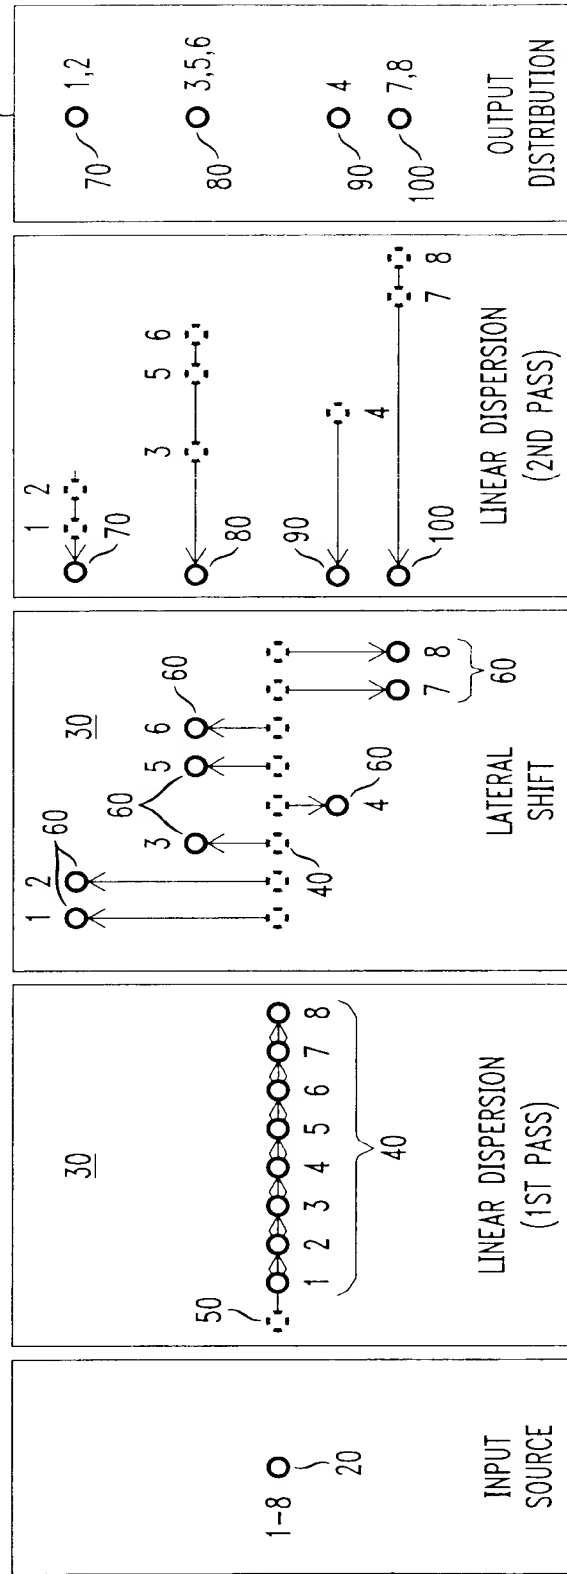 1-8
20
INPUT
SOURCE
30
50
1 2 3 4 5 6 7 8
40
LINEAR DISPERSION
(1ST PASS)
30
60
60
60
1 2
3 5 6
60
40
4
7 8
60
LATERAL
SHIFT
1 2
70
3 5 6
80
90
4
100
7 8
LINEAR DISPERSION
(2ND PASS)
70
1,2
80
3,5,6
90
4
100
7,8
OUTPUT
DISTRIBUTION